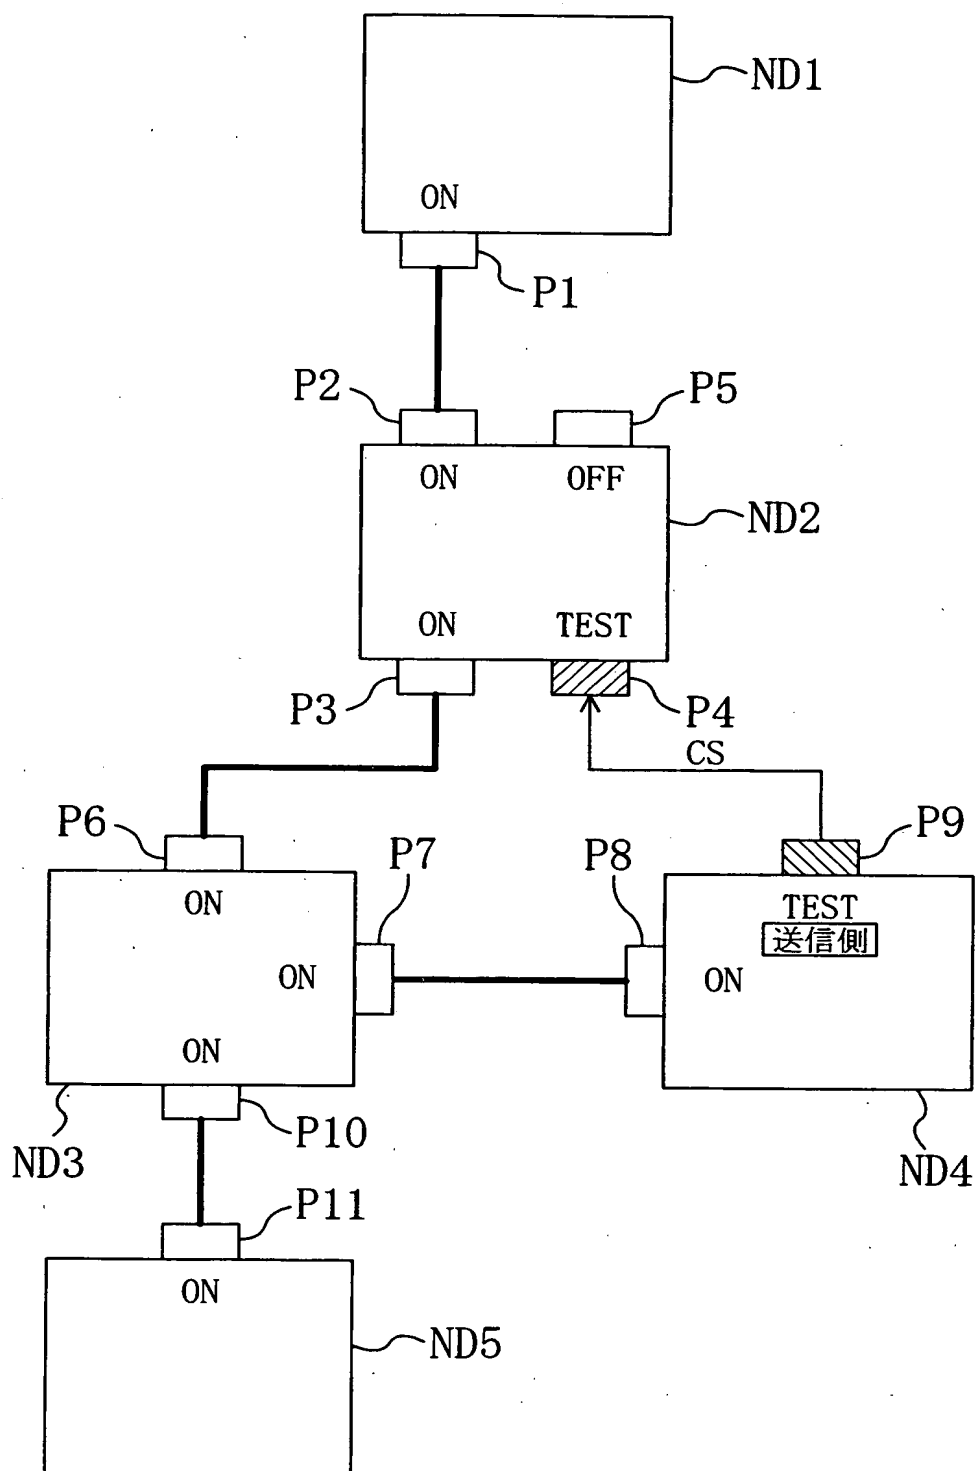 ND1
ON
P1
P2
P5
ON
OFF
ND2
ON
TEST
P3
P4
CS
P6
P7
P8
P9
ON
TEST
送信側
ON
ON
ON
P10
ND3
ND4
P11
ON
ND5